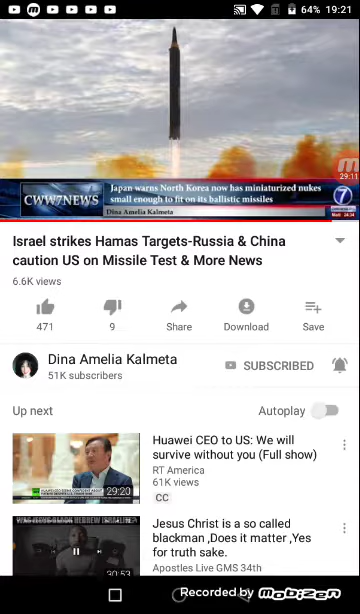 64% 19:21
29:11
CWW7NEWS
Japan warns North Korea now has miniaturized nukes
small enough to fit on its ballistic missiles
Dina Amelia Kalmeta
7
Israel strikes Hamas Targets-Russia & China
caution US on Missile Test & More News
6.6K views
471 9 Share Download Save
Dina Amelia Kalmeta
51K subscribers
SUBSCRIBED
Up next
Autoplay
Huawei CEO to US: We will
survive without you (Full show)
RT America
61K views
CC
29:20
Jesus Christ is a so called
blackman ,Does it matter ,Yes
for truth sake.
Apostles Live GMS 34th
30:53
Recorded by Mobizen